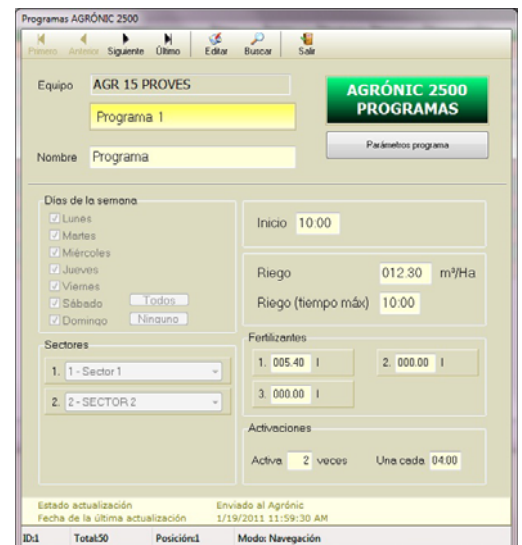 Programas AGRÓNIC 2500
Primero Anterior Siguiente Último Editar Buscar Salir
Equipo AGR 15 PROVES
Programa 1
AGRÓNIC 2500
PROGRAMAS
Nombre Programa
Parámetros programa
Días de la semana
Lunes
Martes
Miércoles
Jueves
Viernes
Sábado Todos
Domingo Ninguno
Inicio 10:00
Riego 012.30 m³/Ha
Riego (tiempo máx) 10:00
Sectores
1. 1 - Sector 1
2. 2 - SECTOR 2
Fertilizantes
1. 005.40 l 2. 000.00 l
3. 000.00 l
Activaciones
Activa 2 veces Una cada 04:00
Estado actualización Enviado al Agrónic
Fecha de la última actualización 1/19/2011 11:59:30 AM
ID:1 Total:50 Posición:1 Modo: Navegación